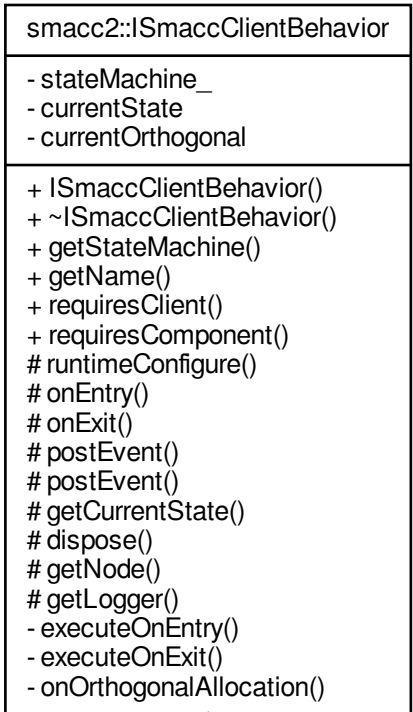 smacc2::ISmaccClientBehavior
- stateMachine_
- currentState
- currentOrthogonal
+ ISmaccClientBehavior()
+ ~ISmaccClientBehavior()
+ getStateMachine()
+ getName()
+ requiresClient()
+ requiresComponent()
# runtimeConfigure()
# onEntry()
# onExit()
# postEvent()
# postEvent()
# getCurrentState()
# dispose()
# getNode()
# getLogger()
- executeOnEntry()
- executeOnExit()
- onOrthogonalAllocation()